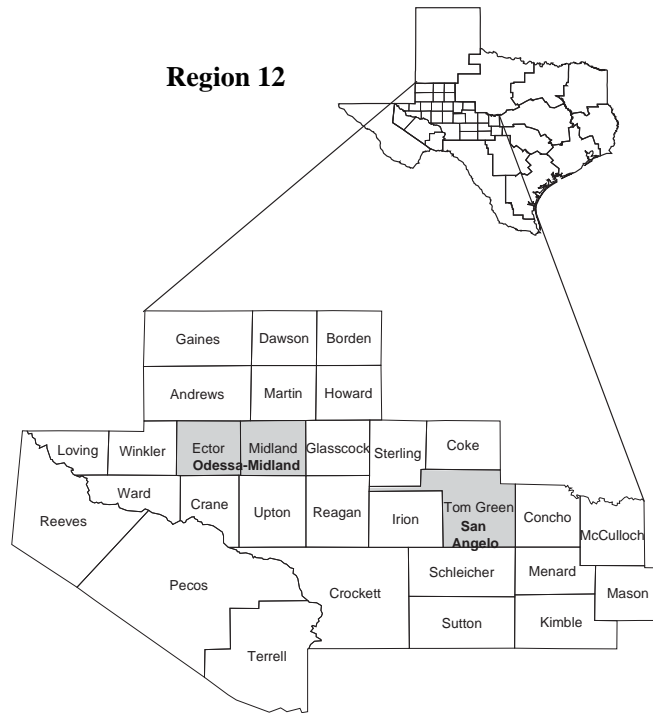 Region 12
Gaines Dawson Borden
Andrews Martin Howard
Loving Winkler Ector Midland Glasscock Sterling Coke
Odessa-Midland
Ward Crane Upton Reagan Irion Tom Green Concho McCulloch
San
Angelo
Reeves
Pecos Crockett Schleicher Menard Mason
Terrell Sutton Kimble